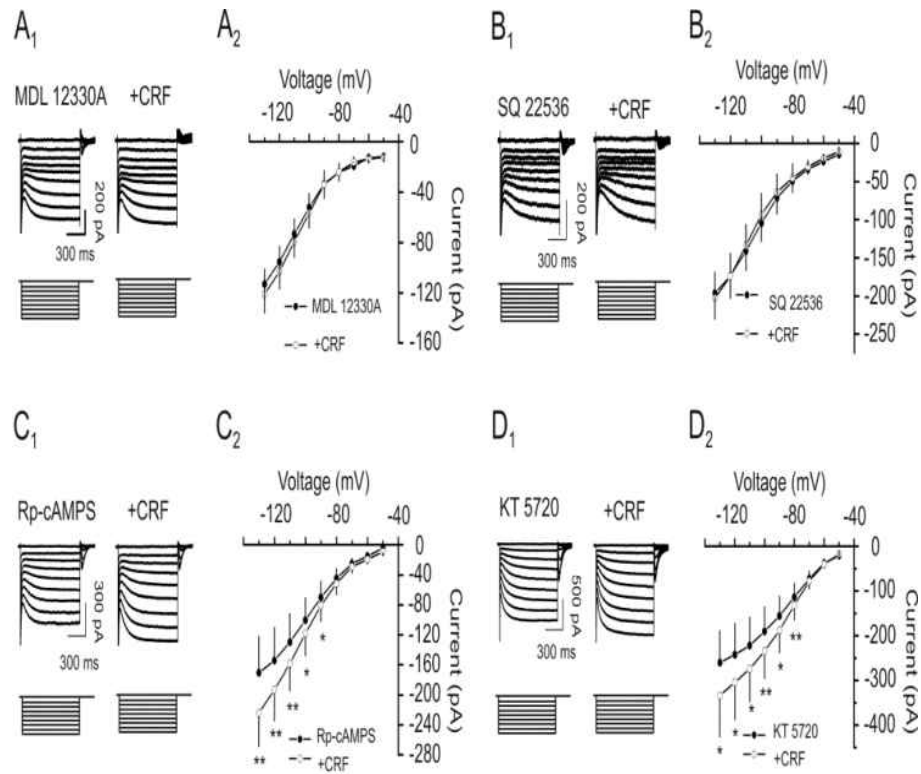 A1
MDL 12330A +CRF
200 pA
300 ms
A2
Voltage (mV)
-120 -80 -40
0
-40
-80
-120
-160
Current (pA)
MDL 12330A
+CRF
B1
SQ 22536 +CRF
200 pA
300 ms
B2
Voltage (mV)
-120 -80 -40
0
-50
-100
-150
-200
-250
Current (pA)
SQ 22536
+CRF
C1
Rp-cAMPS +CRF
300 pA
300 ms
C2
Voltage (mV)
-120 -80 -40
0
-40
-80
-120
-160
-200
-240
-280
Current (pA)
*
*
**
**
**
Rp-cAMPS
+CRF
D1
KT 5720 +CRF
500 pA
300 ms
D2
Voltage (mV)
-120 -80 -40
0
-100
-200
-300
-400
Current (pA)
**
*
**
*
*
*
KT 5720
+CRF